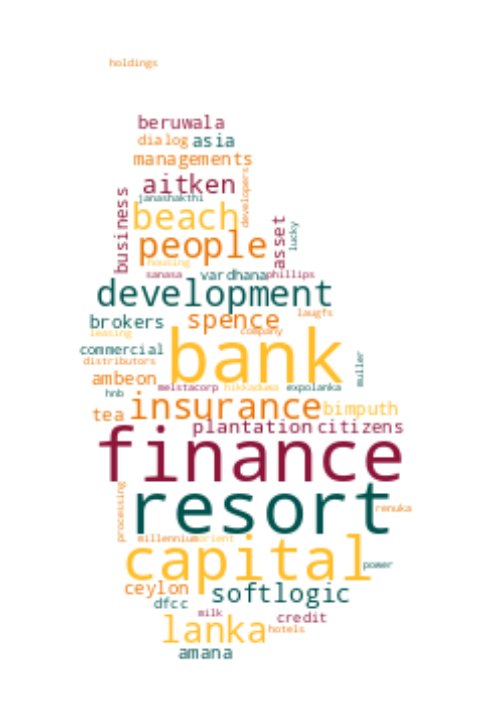 holdings
beruwala
dialog asia
managements
aitken
janashakthi
business
developers
beach
asset
lucky
people
housing
sanasa vardhana phillips
development
laugfs
brokers spence
leasing company
bank
commercial
distributors
muller
ambeon
melstacorp hikkaduwa expolanka
hnb
insurance bimputh
tea
plantation citizens
finance
processing
resort
renuka
millennium orient
capital
power
ceylon softlogic
dfcc
milk credit
lanka hotels
amana